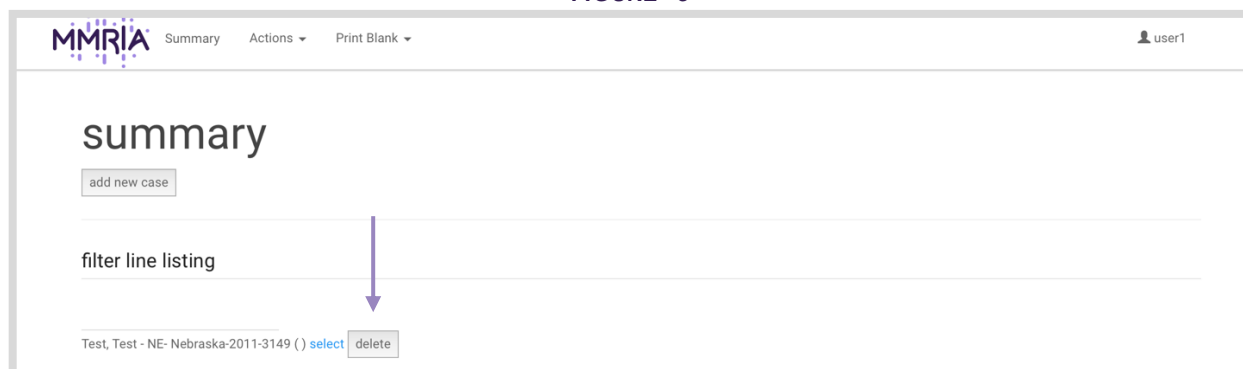 MMRIA Summary Actions Print Blank user1
summary
add new case
filter line listing
Test, Test - NE- Nebraska-2011-3149 ( ) select delete